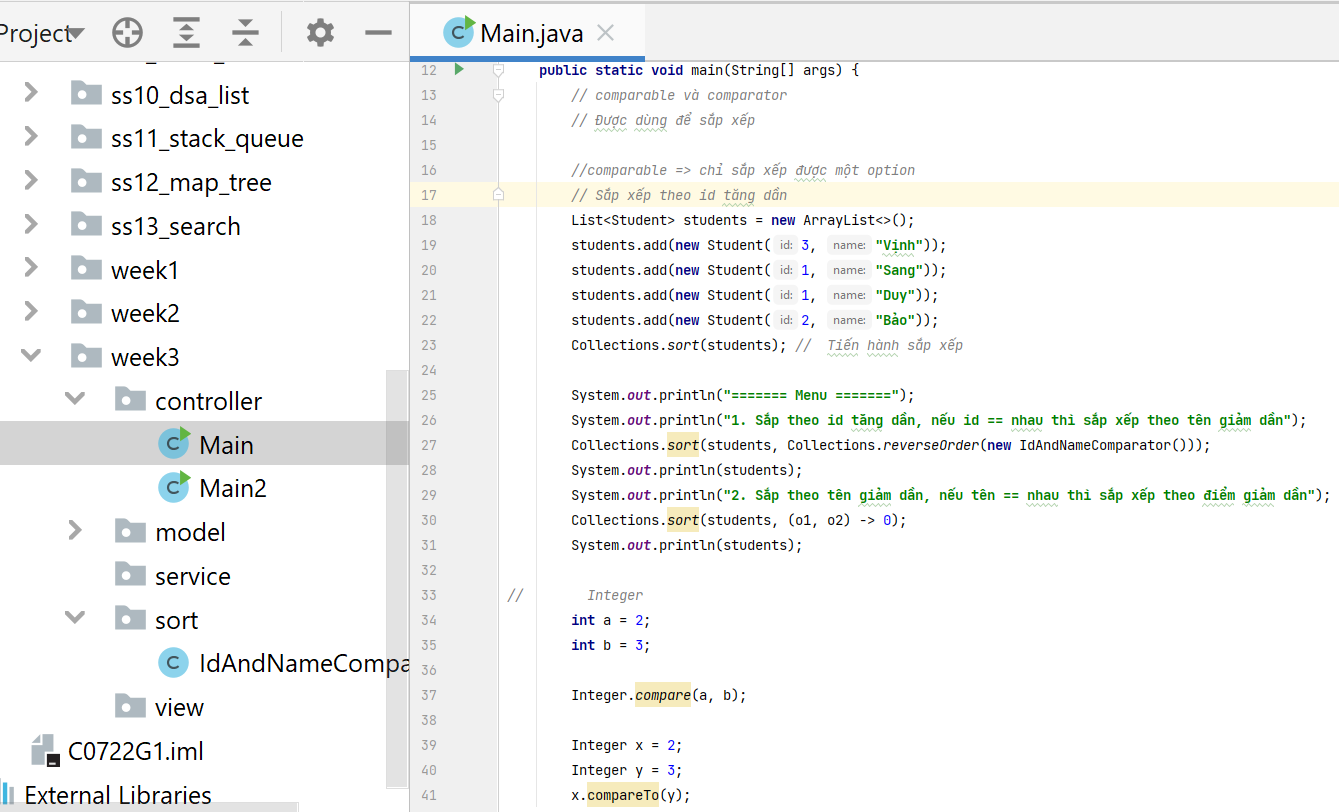 Project
Main.java
ss10_dsa_list
ss11_stack_queue
ss12_map_tree
ss13_search
week1
week2
week3
controller
Main
Main2
model
service
sort
IdAndNameCompa
view
C0722G1.iml
External Libraries
12 public static void main(String[] args) {
13 // comparable và comparator
14 // Được dùng để sắp xếp
15
16 //comparable => chỉ sắp xếp được một option
17 // Sắp xếp theo id tăng dần
18 List<Student> students = new ArrayList<>();
19 students.add(new Student( id: 3, name: "Vịnh"));
20 students.add(new Student( id: 1, name: "Sang"));
21 students.add(new Student( id: 1, name: "Duy"));
22 students.add(new Student( id: 2, name: "Bảo"));
23 Collections.sort(students); // Tiến hành sắp xếp
24
25 System.out.println("======= Menu =======");
26 System.out.println("1. Sắp theo id tăng dần, nếu id == nhau thì sắp xếp theo tên giảm dần");
27 Collections.sort(students, Collections.reverseOrder(new IdAndNameComparator()));
28 System.out.println(students);
29 System.out.println("2. Sắp theo tên giảm dần, nếu tên == nhau thì sắp xếp theo điểm giảm dần");
30 Collections.sort(students, (o1, o2) -> 0);
31 System.out.println(students);
32
33 // Integer
34 int a = 2;
35 int b = 3;
36
37 Integer.compare(a, b);
38
39 Integer x = 2;
40 Integer y = 3;
41 x.compareTo(y);